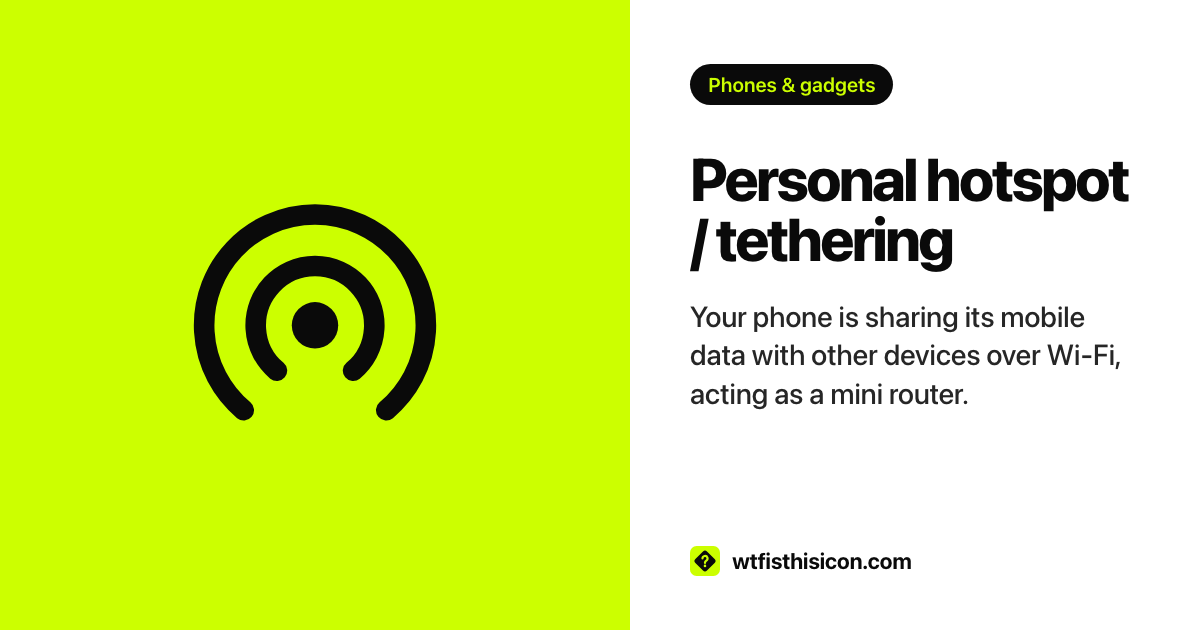 Phones & gadgets
Personal hotspot
/ tethering
Your phone is sharing its mobile
data with other devices over Wi-Fi,
acting as a mini router.
?
wtfisthisicon.com